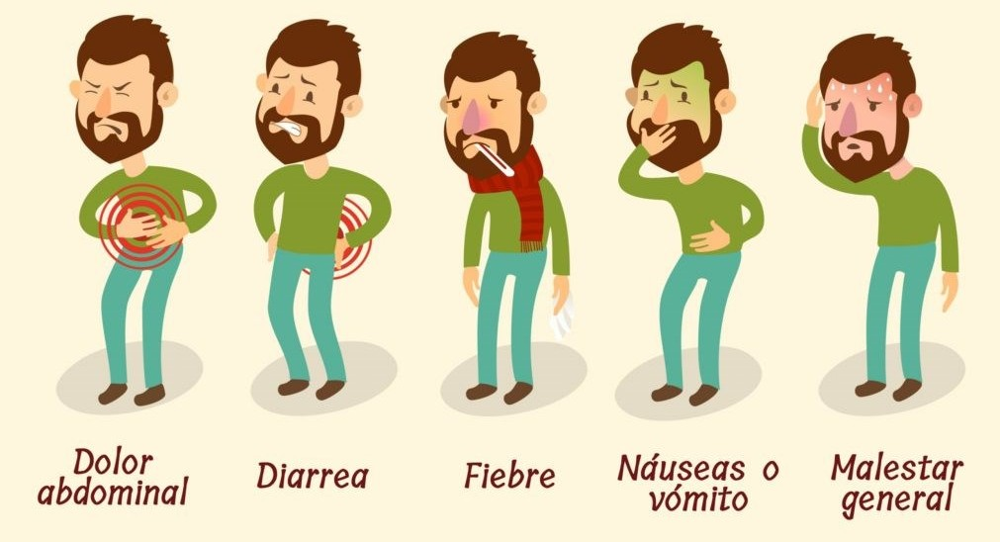 Dolor
abdominal
Diarrea
Fiebre
Náuseas o
vómito
Malestar
general